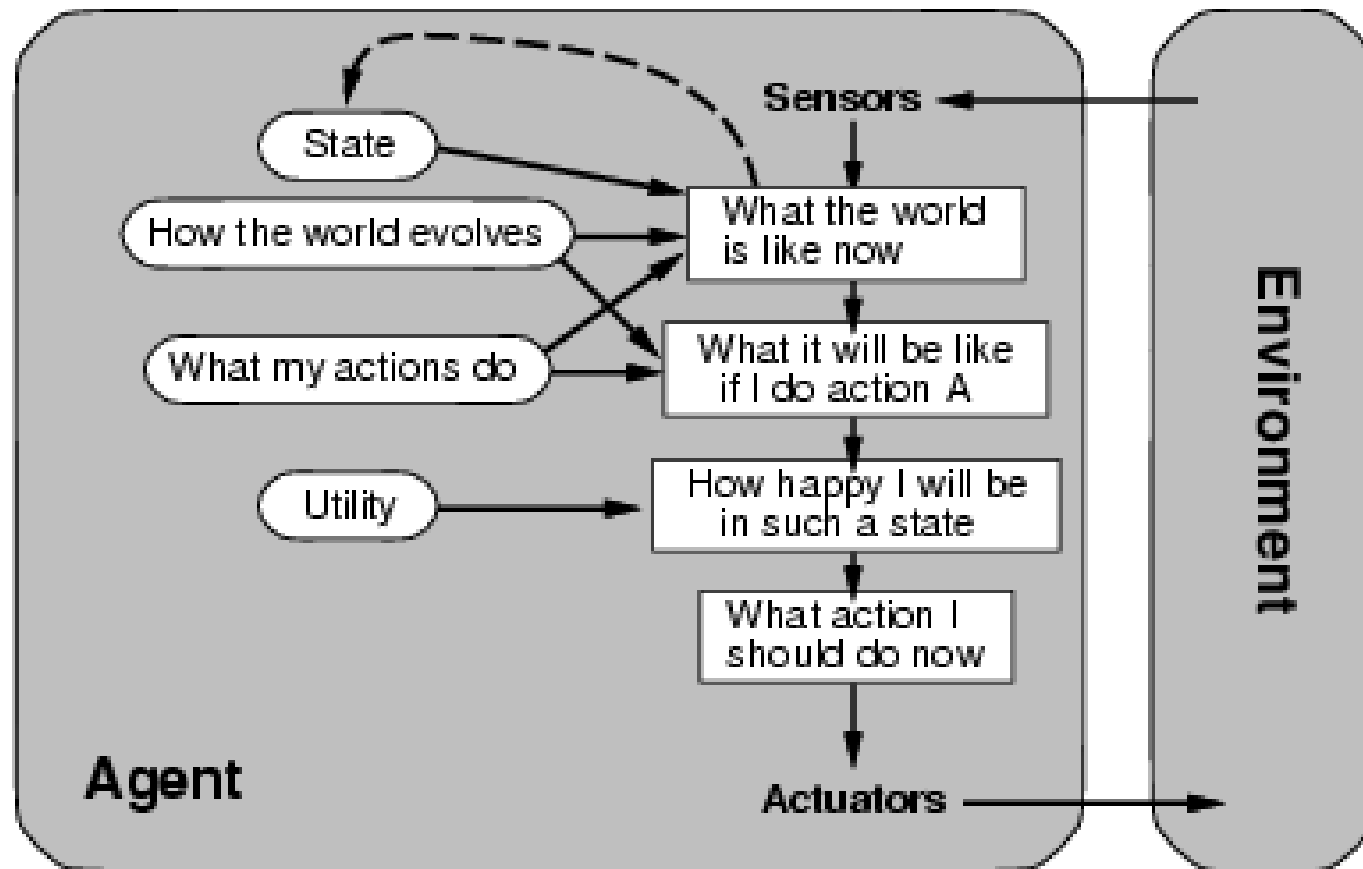 Sensors
State
What the world
is like now
How the world evolves
What my actions do
What it will be like
if I do action A
Utility
How happy I will be
in such a state
What action I
should do now
Agent
Actuators
Environment